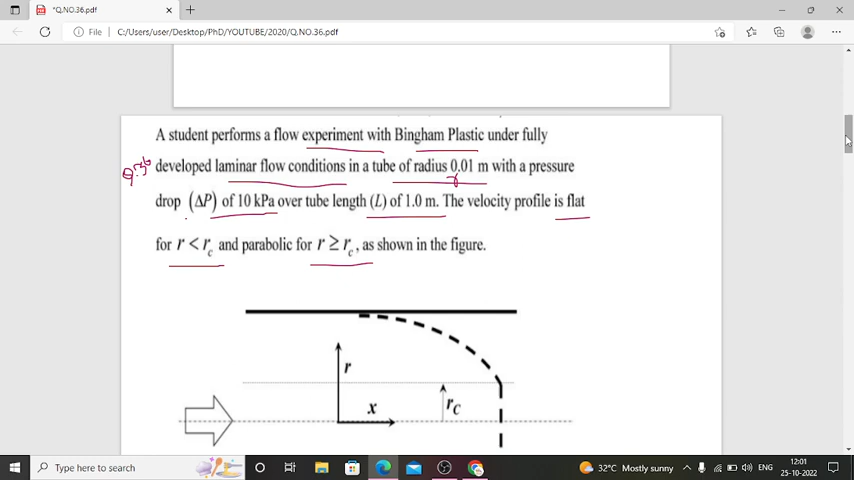 *Q.NO.36.pdf
File
C:/Users/user/Desktop/PhD/YOUTUBE/2020/Q.NO.36.pdf
A student performs a flow experiment with Bingham Plastic under fully
Q.36
developed laminar flow conditions in a tube of radius 0.01 m with a pressure
drop (ΔP) of 10 kPa over tube length (L) of 1.0 m. The velocity profile is flat
for r < r_c and parabolic for r ≥ r_c, as shown in the figure.
r
x
r_C
Type here to search
32°C Mostly sunny
ENG
12:01
25-10-2022